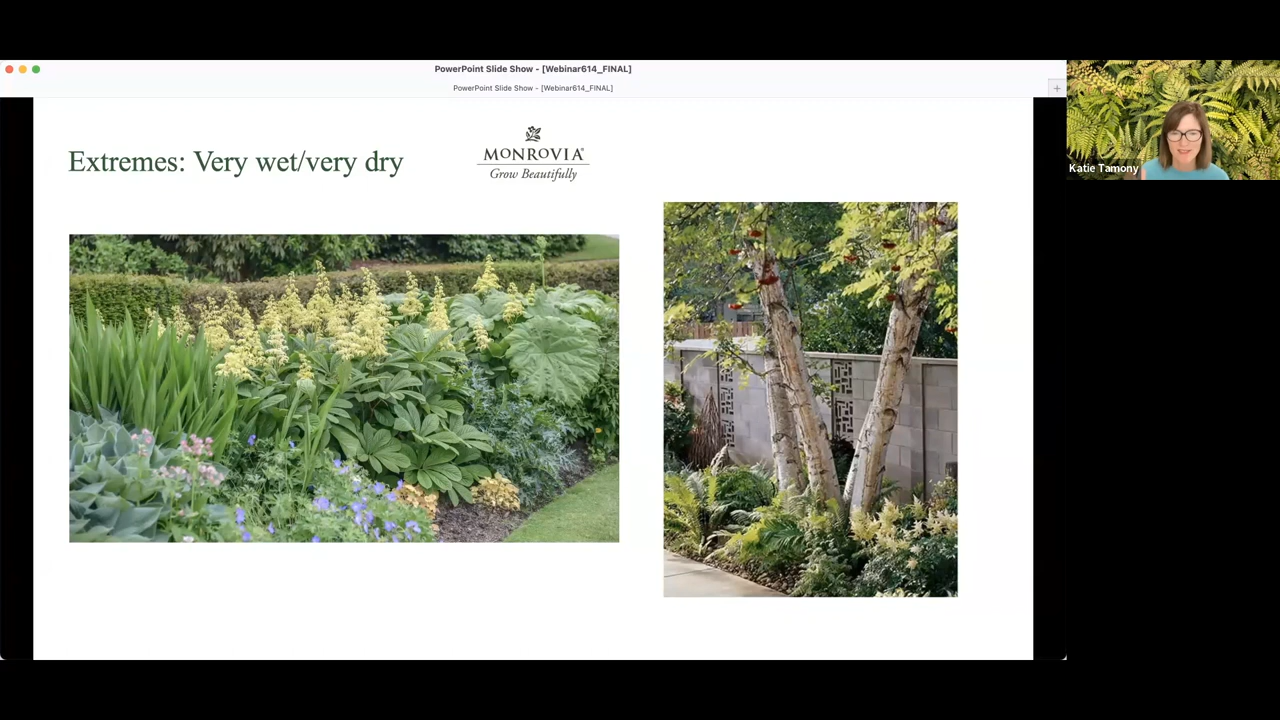 PowerPoint Slide Show - [Webinar614_FINAL]
PowerPoint Slide Show - [Webinar614_FINAL]
Extremes: Very wet/very dry
MONROVIA®
Grow Beautifully
Katie Tamony